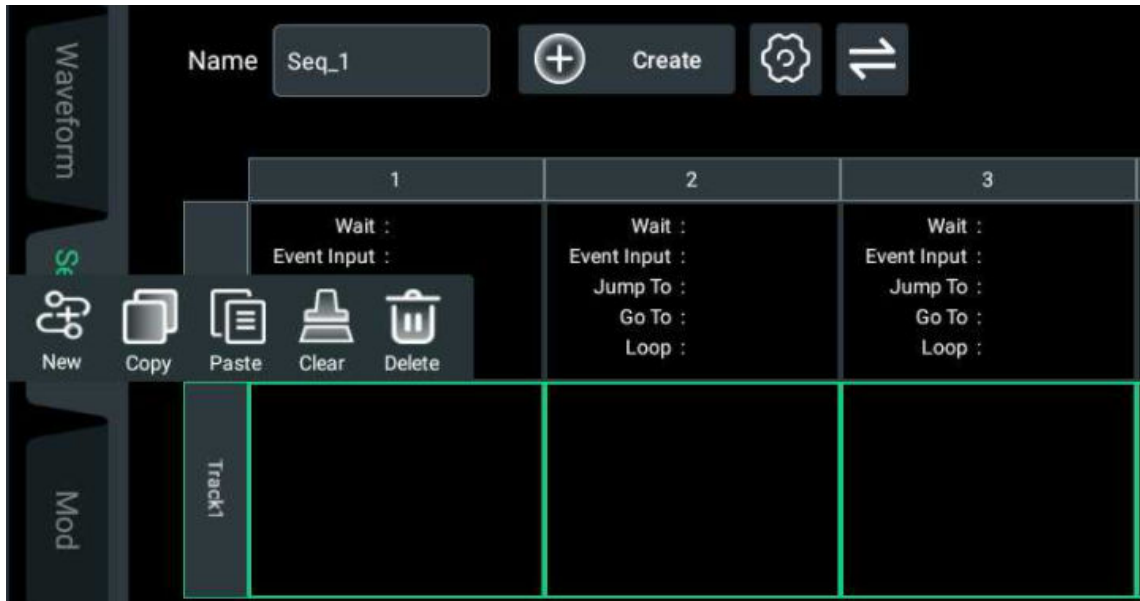 Waveform
Name
Seq_1
Create
1
2
3
Wait :
Event Input :
Wait :
Event Input :
Jump To :
Go To :
Loop :
Wait :
Event Input :
Jump To :
Go To :
Loop :
Se
New
Copy
Paste
Clear
Delete
Track1
Mod